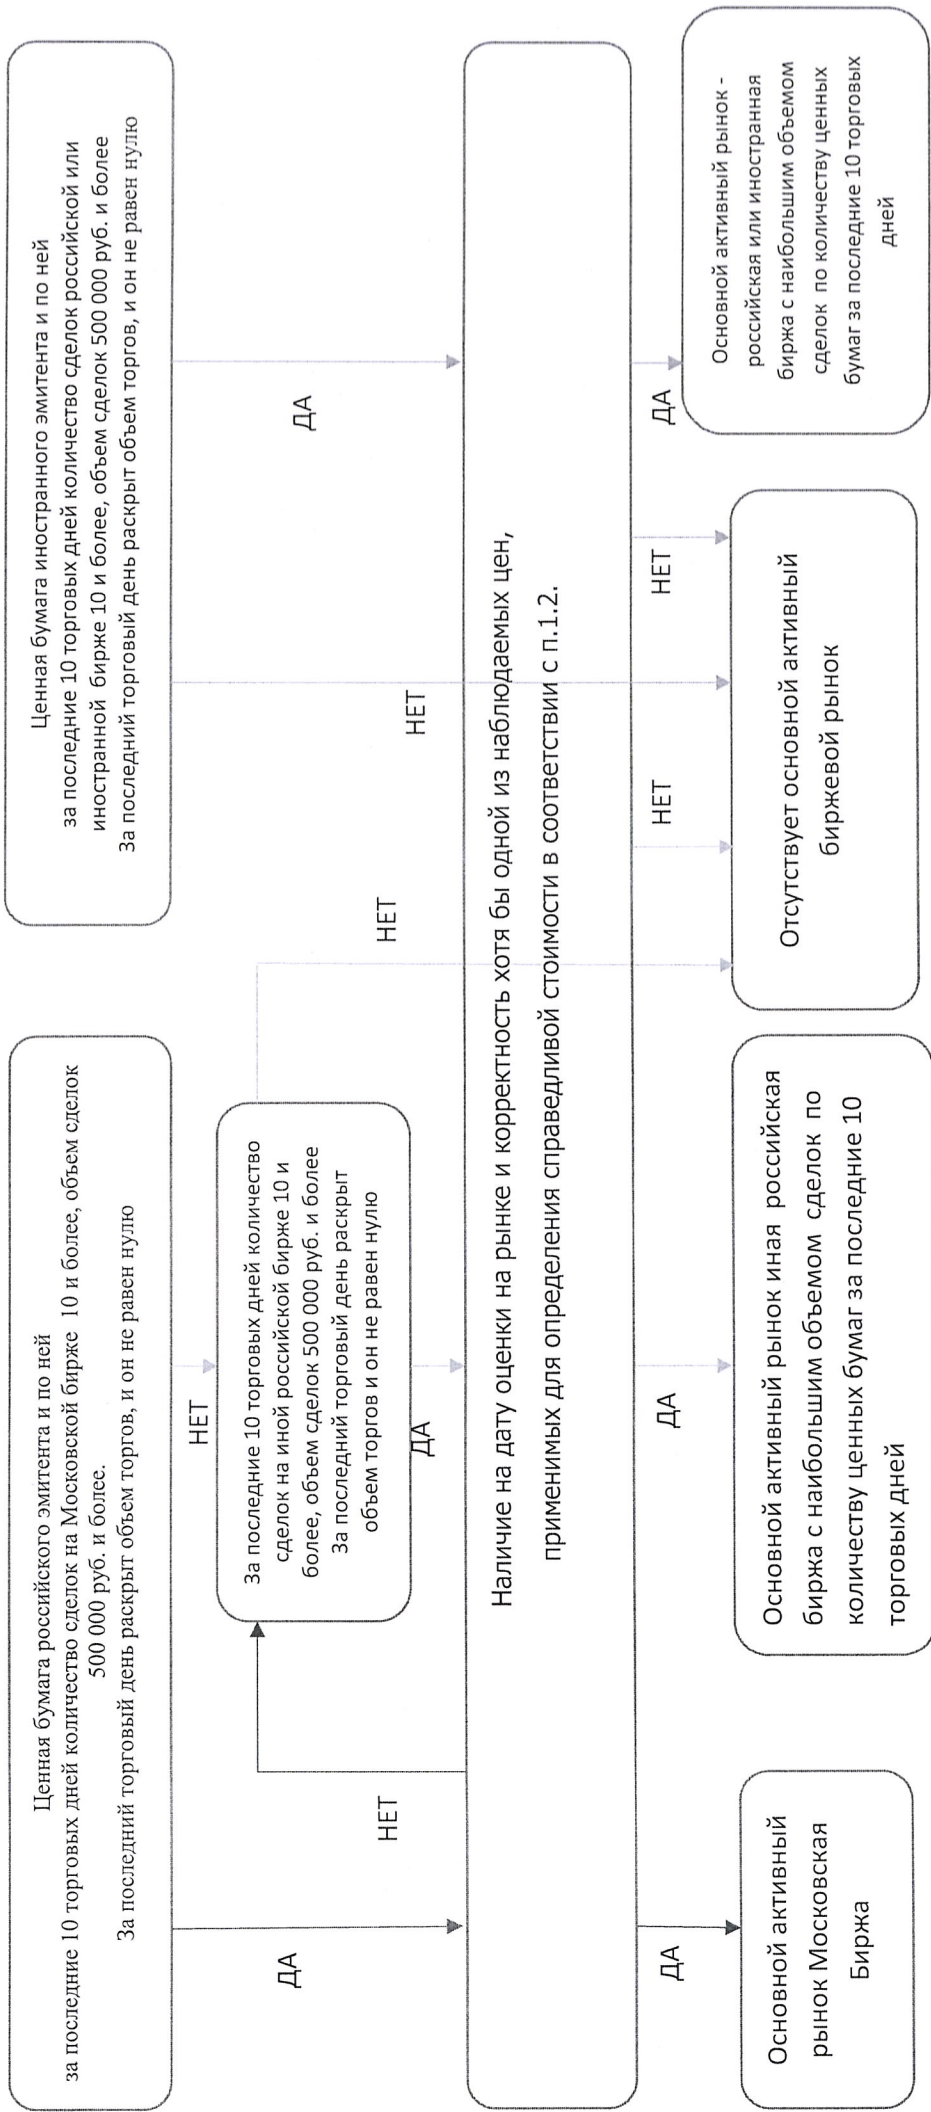 Ценная бумага российского эмитента и по ней
за последние 10 торговых дней количество сделок на Московской бирже 10 и более, объем сделок
500 000 руб. и более.
За последний торговый день раскрыт объем торгов, и он не равен нулю
Ценная бумага иностранного эмитента и по ней
за последние 10 торговых дней количество сделок российской или
иностранной бирже 10 и более, объем сделок 500 000 руб. и более
За последний торговый день раскрыт объем торгов, и он не равен нулю
НЕТ
За последние 10 торговых дней количество
сделок на иной российской бирже 10 и
более, объем сделок 500 000 руб. и более
За последний торговый день раскрыт
объем торгов и он не равен нулю
ДА
НЕТ
ДА
НЕТ
НЕТ
ДА
Наличие на дату оценки на рынке и корректность хотя бы одной из наблюдаемых цен,
применимых для определения справедливой стоимости в соответствии с п.1.2.
ДА
ДА
НЕТ
НЕТ
ДА
Основной активный
рынок Московская
Биржа
Основной активный рынок иная российская
биржа с наибольшим объемом сделок по
количеству ценных бумаг за последние 10
торговых дней
Отсутствует основной активный
биржевой рынок
Основной активный рынок -
российская или иностранная
биржа с наибольшим объемом
сделок по количеству ценных
бумаг за последние 10 торговых
дней